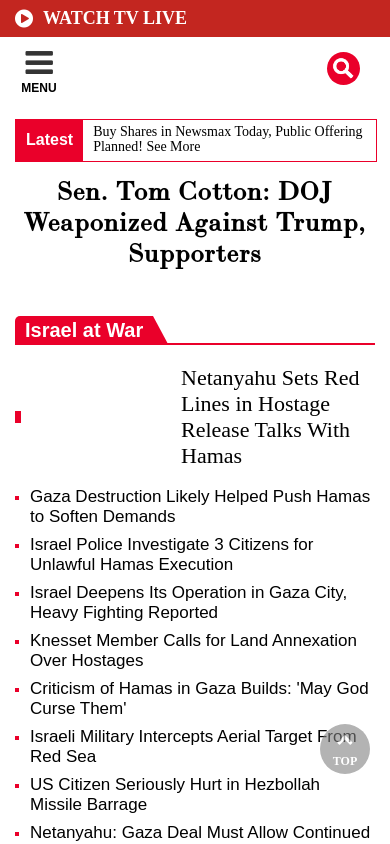 WATCH TV LIVE
MENU
Latest
Buy Shares in Newsmax Today, Public Offering
Planned! See More
Sen. Tom Cotton: DOJ
Weaponized Against Trump,
Supporters
Israel at War
Netanyahu Sets Red
Lines in Hostage
Release Talks With
Hamas
Gaza Destruction Likely Helped Push Hamas
to Soften Demands
Israel Police Investigate 3 Citizens for
Unlawful Hamas Execution
Israel Deepens Its Operation in Gaza City,
Heavy Fighting Reported
Knesset Member Calls for Land Annexation
Over Hostages
Criticism of Hamas in Gaza Builds: 'May God
Curse Them'
Israeli Military Intercepts Aerial Target From
Red Sea
TOP
US Citizen Seriously Hurt in Hezbollah
Missile Barrage
Netanyahu: Gaza Deal Must Allow Continued